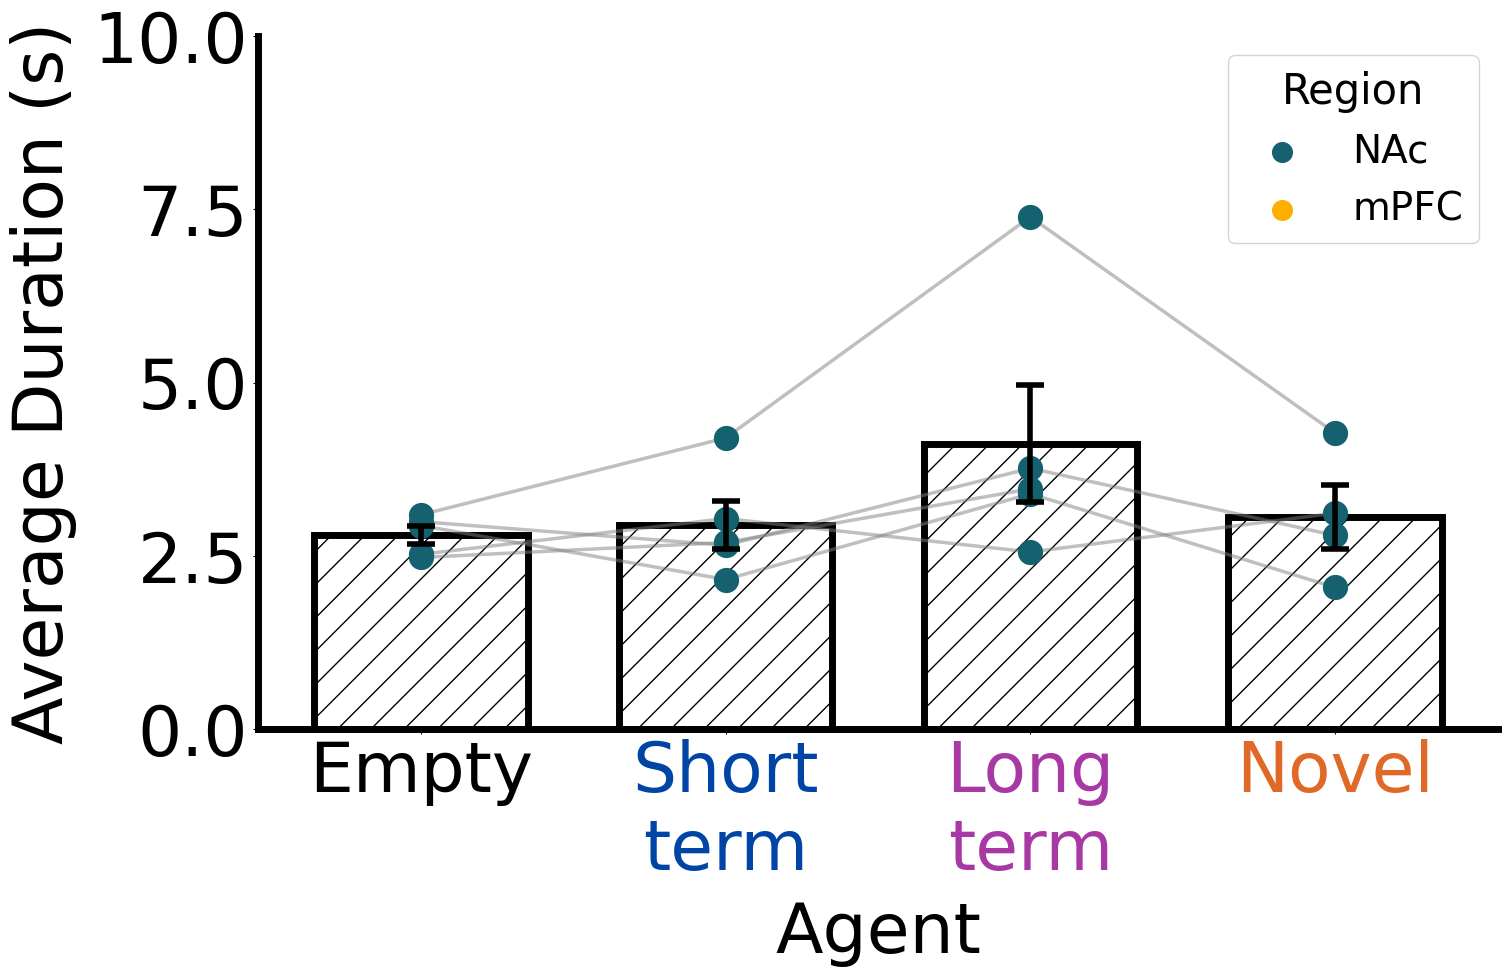 Average Duration (s)
10.0
7.5
5.0
2.5
0.0
Region
NAc
mPFC
Empty
Short
term
Long
term
Novel
Agent